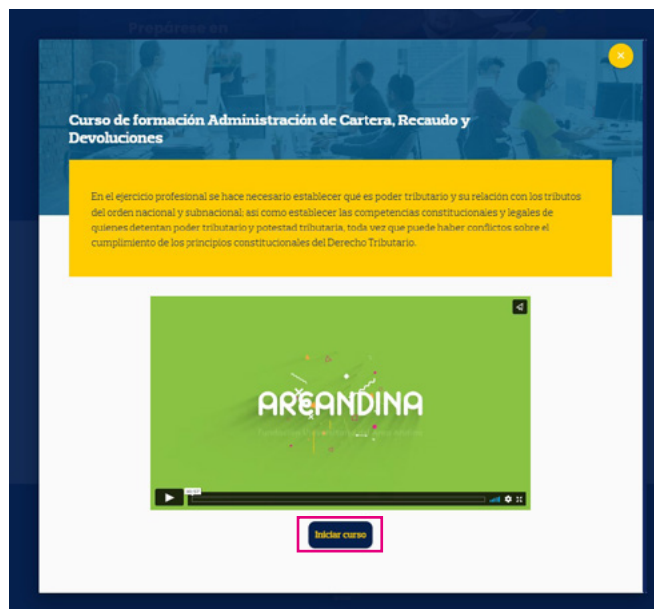 Prepárese en
Curso de formación Administración de Cartera, Recaudo y
Devoluciones
En el ejercicio profesional se hace necesario establecer qué es poder tributario y su relación con los tributos
del orden nacional y subnacional; así como establecer las competencias constitucionales y legales de
quienes detentan poder tributario y potestad tributaria, toda vez que puede haber conflictos sobre el
cumplimiento de los principios constitucionales del Derecho Tributario.
AREANDINA
Iniciar curso